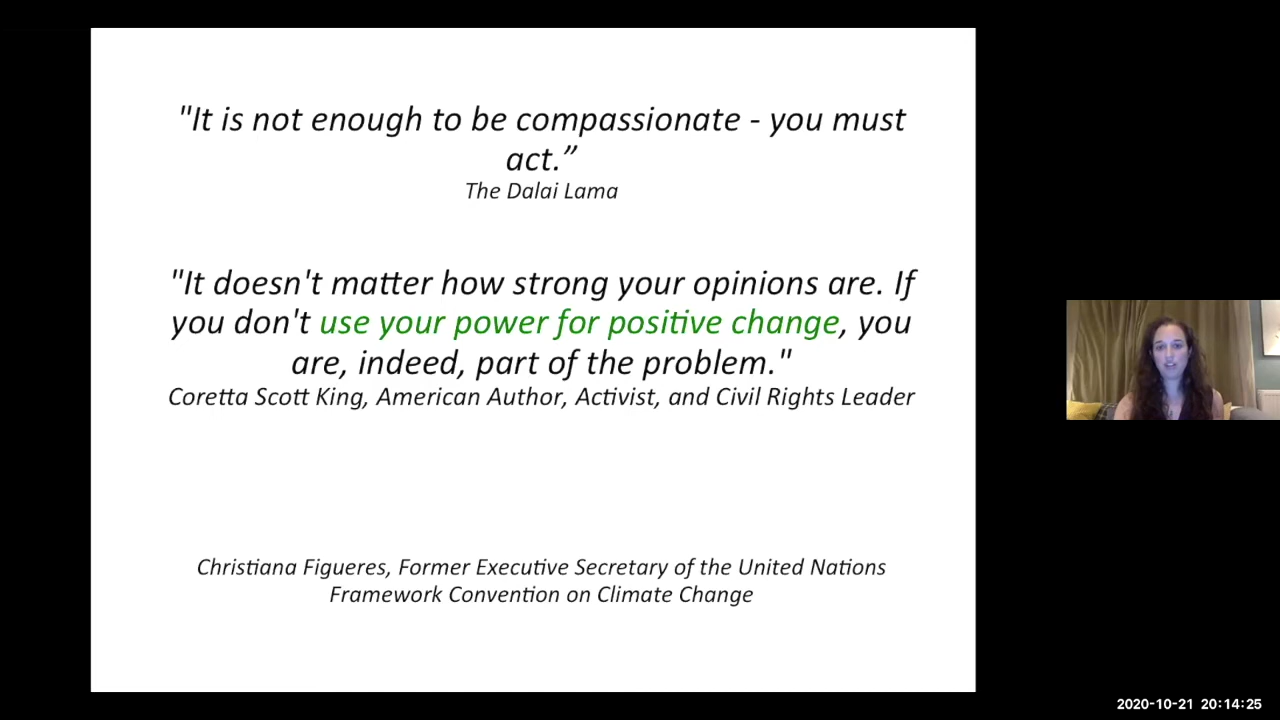 "It is not enough to be compassionate - you must
act.”
The Dalai Lama
"It doesn't matter how strong your opinions are. If
you don't use your power for positive change, you
are, indeed, part of the problem."
Coretta Scott King, American Author, Activist, and Civil Rights Leader
Christiana Figueres, Former Executive Secretary of the United Nations
Framework Convention on Climate Change
2020-10-21 20:14:25